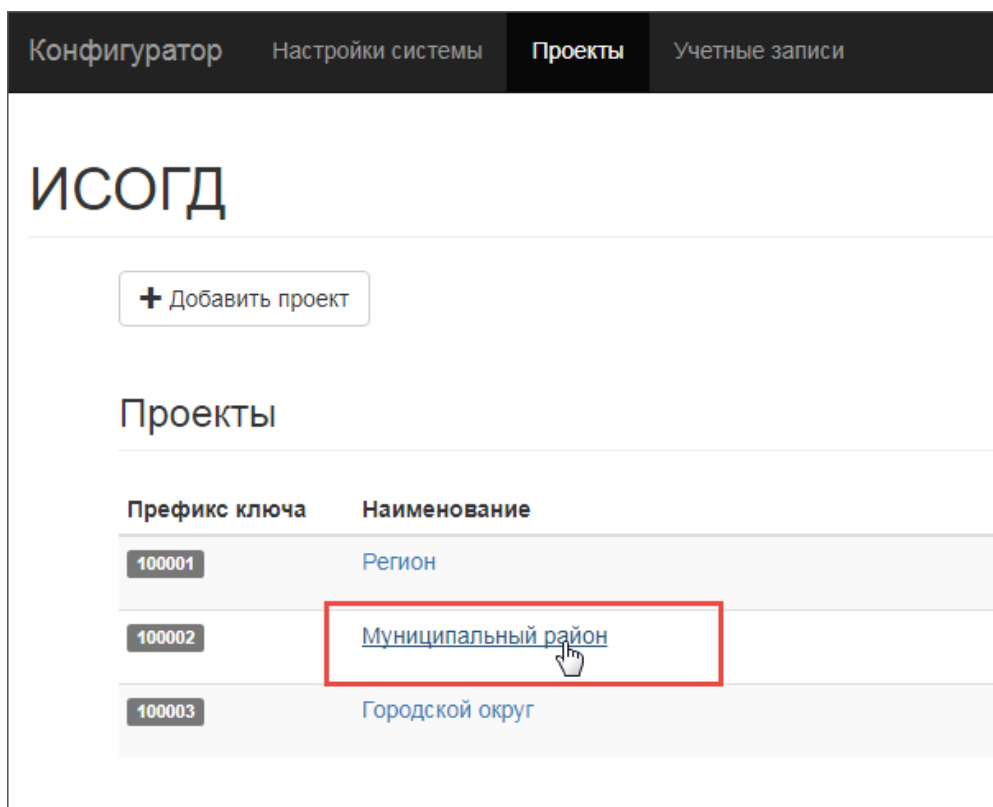 Конфигуратор Настройки системы Проекты Учетные записи
ИСОГД
+ Добавить проект
Проекты
Префикс ключа Наименование
100001 Регион
100002 Муниципальный район
100003 Городской округ